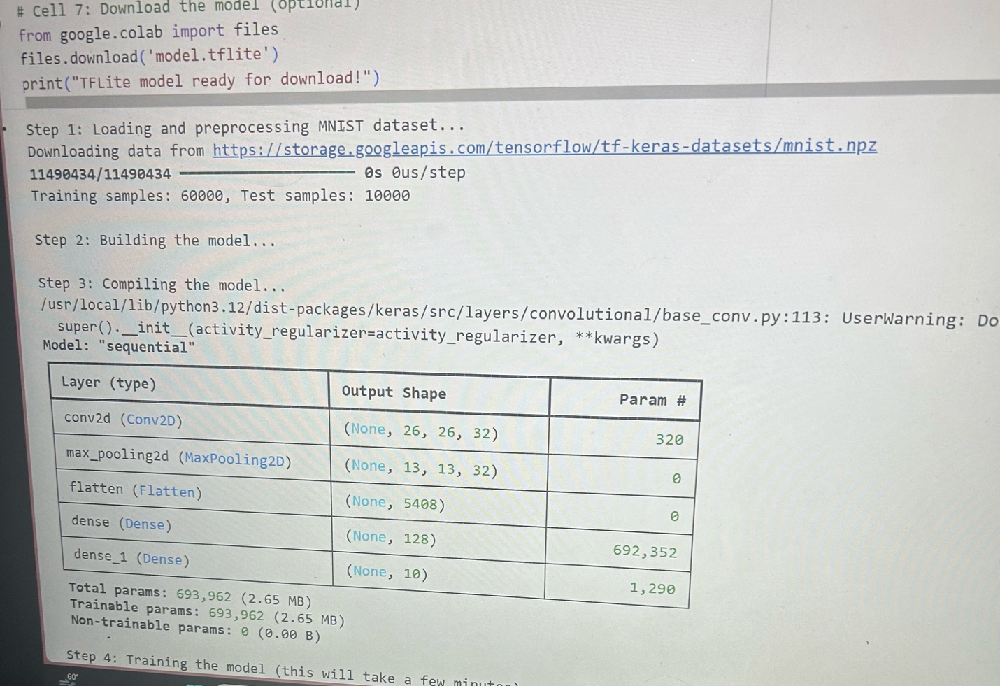 # Cell 7: Download the model (optional)
from google.colab import files
files.download('model.tflite')
print("TFLite model ready for download!")
Step 1: Loading and preprocessing MNIST dataset...
Downloading data from https://storage.googleapis.com/tensorflow/tf-keras-datasets/mnist.npz
11490434/11490434 ━━━━━━━━━━━━━━━━━━━━ 0s 0us/step
Training samples: 60000, Test samples: 10000
Step 2: Building the model...
Step 3: Compiling the model...
/usr/local/lib/python3.12/dist-packages/keras/src/layers/convolutional/base_conv.py:113: UserWarning: Do
super().__init__(activity_regularizer=activity_regularizer, **kwargs)
Model: "sequential"
Layer (type) Output Shape Param #
conv2d (Conv2D) (None, 26, 26, 32) 320
max_pooling2d (MaxPooling2D) (None, 13, 13, 32) 0
flatten (Flatten) (None, 5408) 0
dense (Dense) (None, 128) 692,352
dense_1 (Dense) (None, 10) 1,290
Total params: 693,962 (2.65 MB)
Trainable params: 693,962 (2.65 MB)
Non-trainable params: 0 (0.00 B)
Step 4: Training the model (this will take a few minutes)
60°